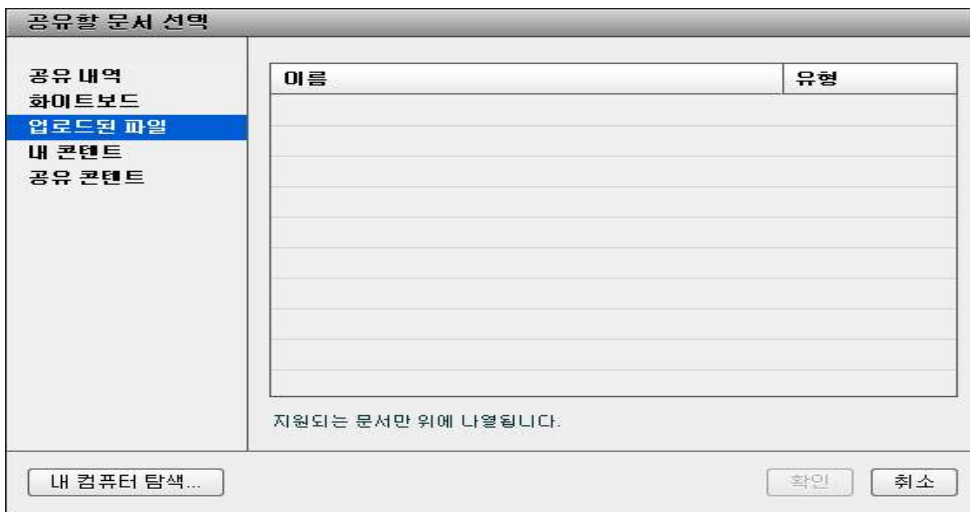 공유할 문서 선택
공유 내역
화이트보드
업로드된 파일
내 콘텐트
공유 콘텐트
이름 유형
지원되는 문서만 위에 나열됩니다.
내 컴퓨터 탐색...
확인 취소